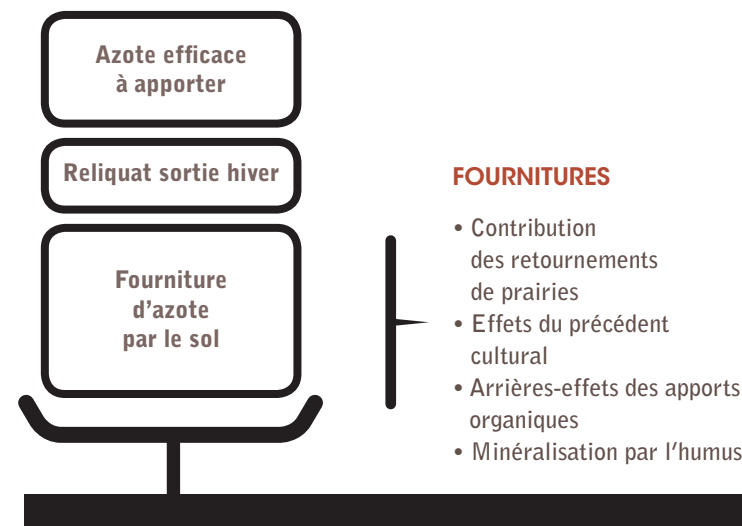 Azote efficace
à apporter
Reliquat sortie hiver
Fourniture
d'azote
par le sol
FOURNITURES
• Contribution
des retournements
de prairies
• Effets du précédent
cultural
• Arrières-effets des apports
organiques
• Minéralisation par l'humus